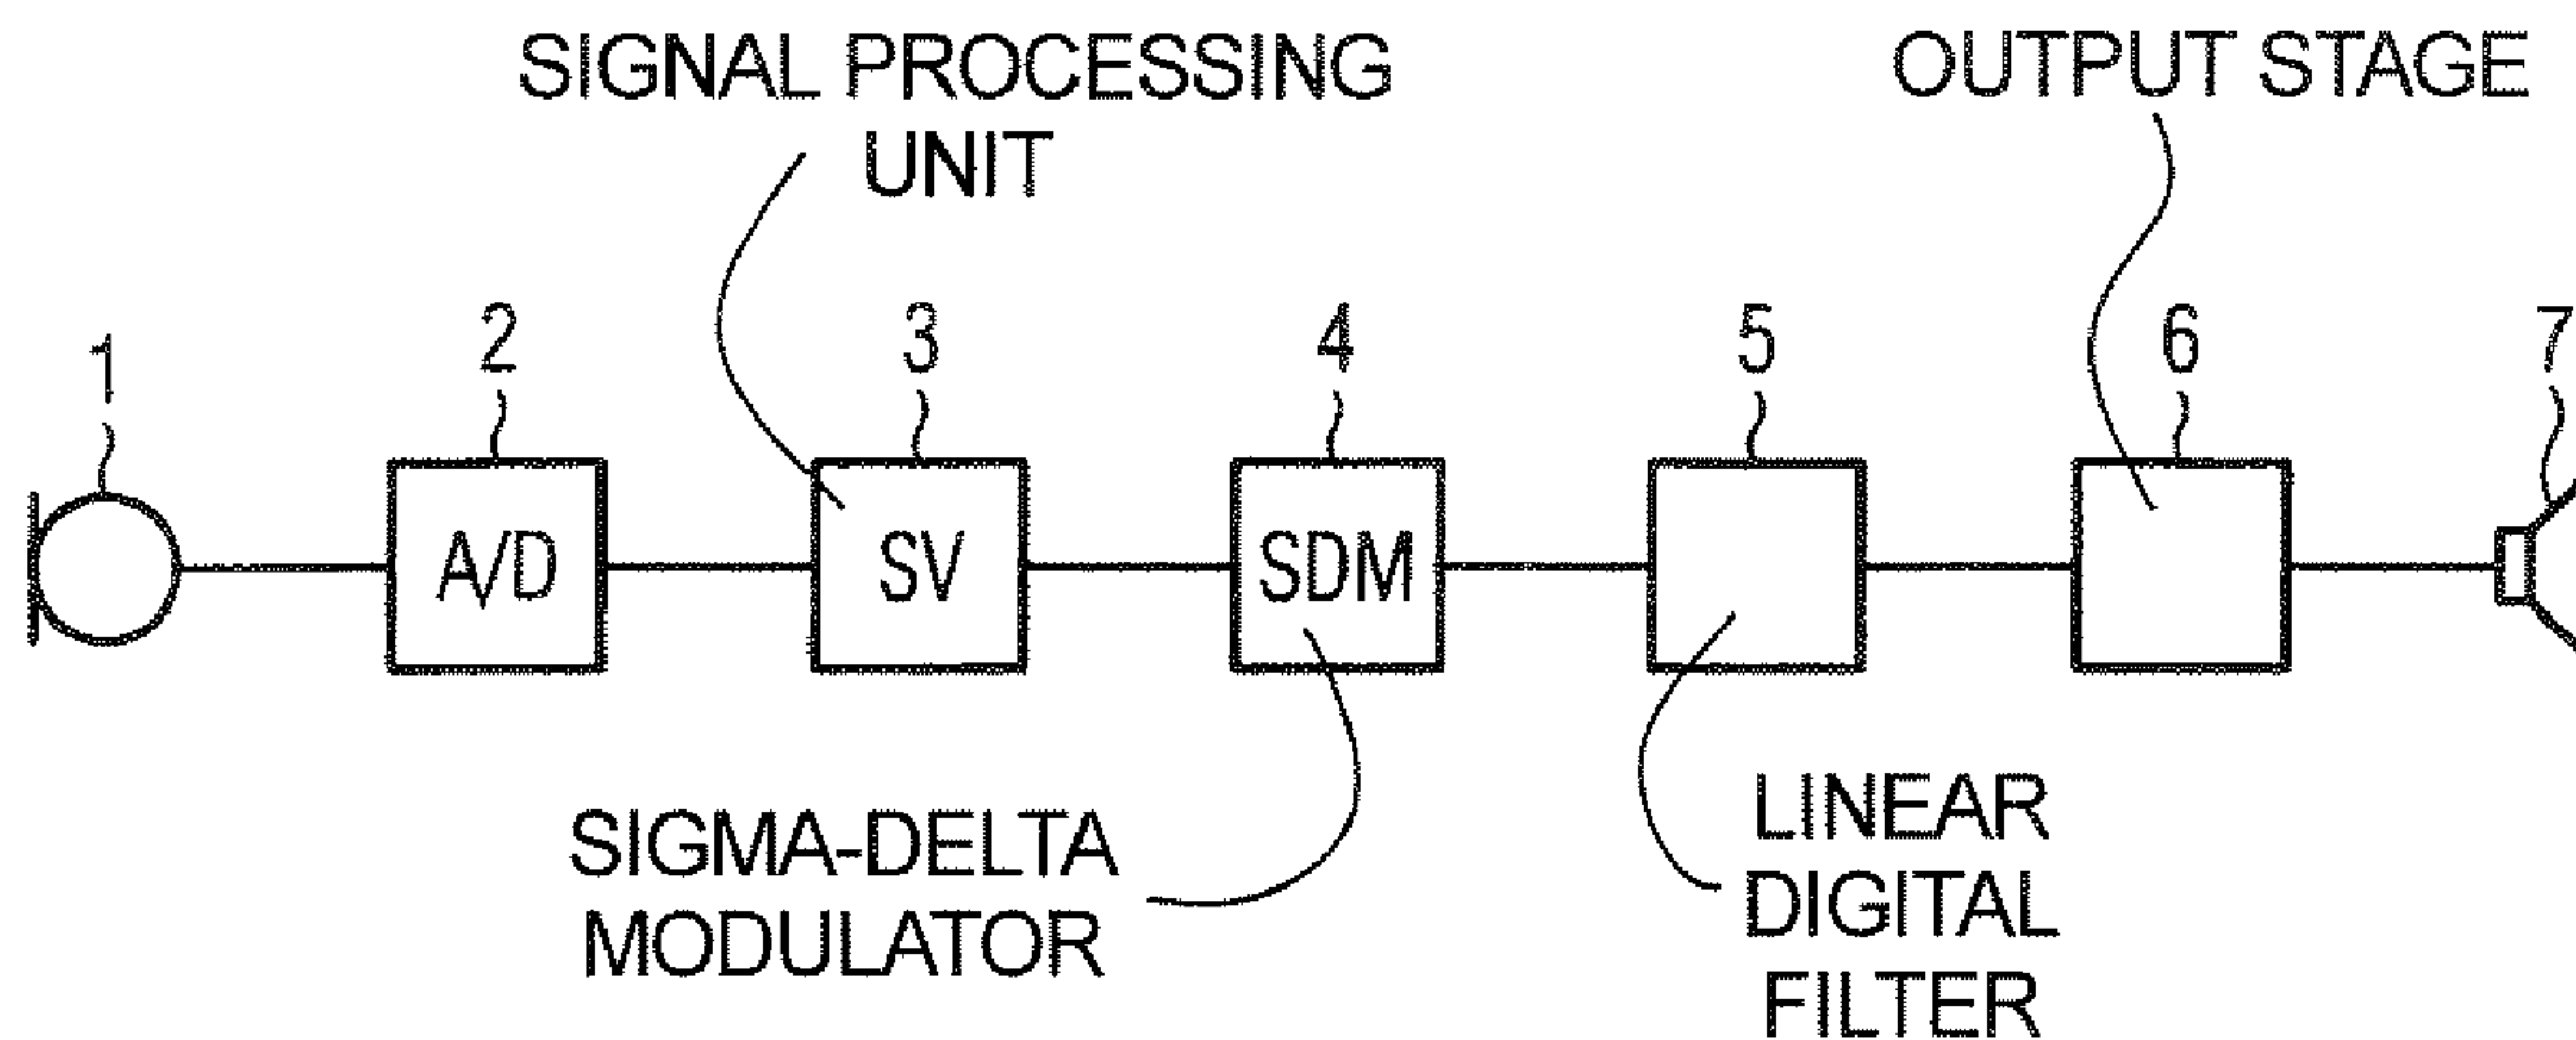 SIGNAL PROCESSING
UNIT
OUTPUT STAGE
1
2
3
4
5
6
7
A/D
SV
SDM
SIGMA-DELTA
MODULATOR
LINEAR
DIGITAL
FILTER